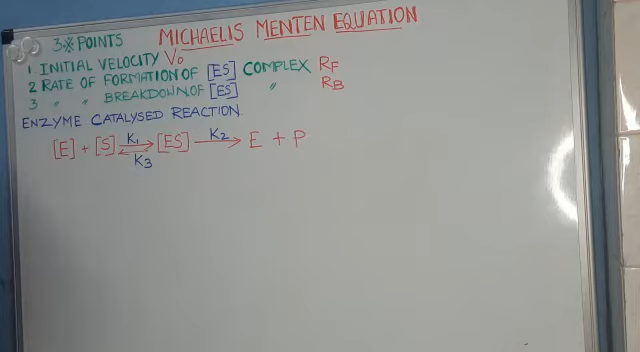 MICHAELIS MENTEN EQUATION
3 ※ POINTS
1 INITIAL VELOCITY Vo
2 RATE OF FORMATION OF [ES] COMPLEX RF
3 " " BREAKDOWN OF [ES] " RB
ENZYME CATALYSED REACTION
[E] + [S] K1 ⇌ K3 [ES] K2 → E + P